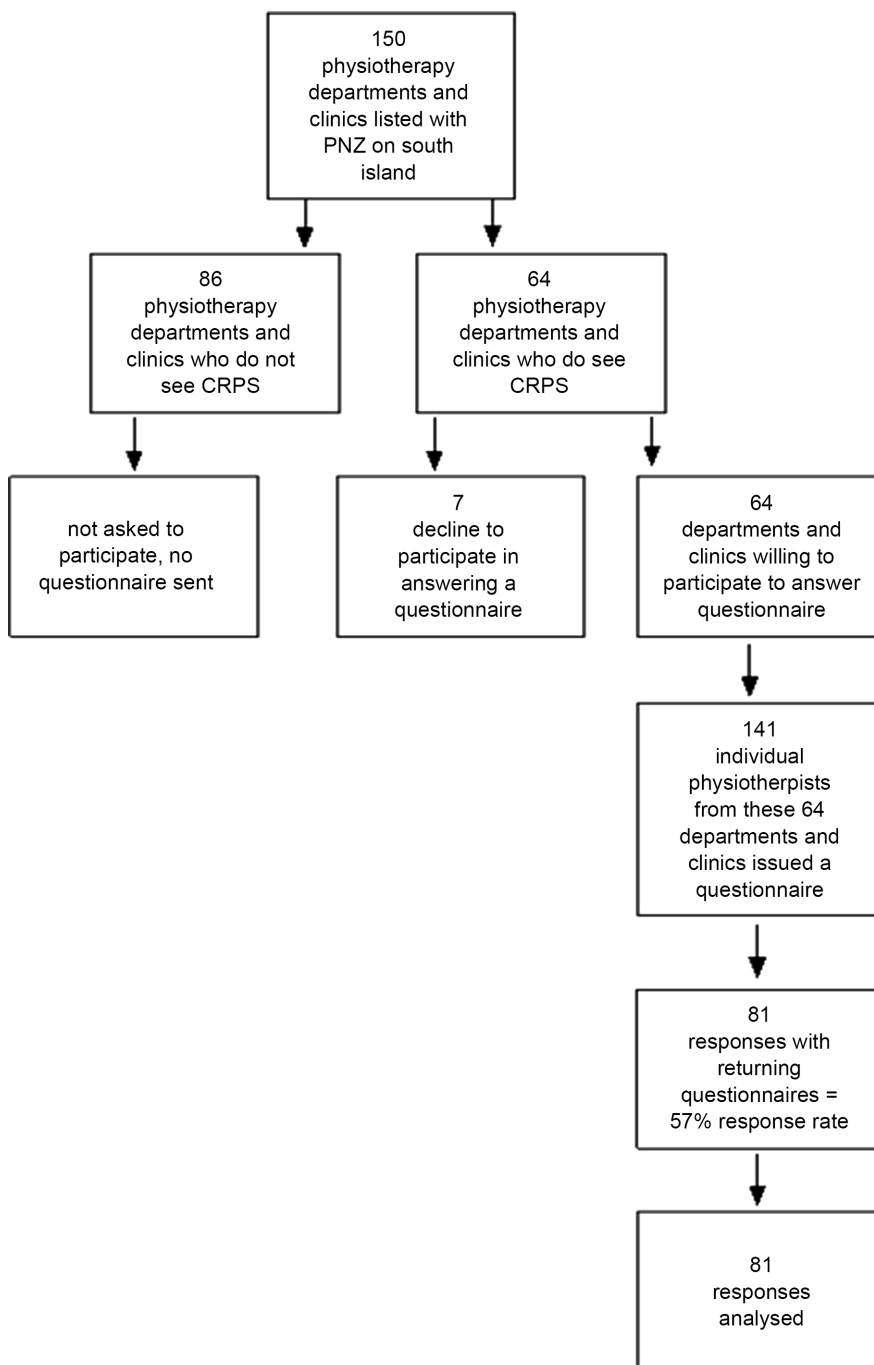 150
physiotherapy
departments and
clinics listed with
PNZ on south
island
86
physiotherapy
departments and
clinics who do not
see CRPS
64
physiotherapy
departments and
clinics who do see
CRPS
not asked to
participate, no
questionnaire sent
7
decline to
participate in
answering a
questionnaire
64
departments and
clinics willing to
participate to answer
questionnaire
141
individual
physiotherpists
from these 64
departments and
clinics issued a
questionnaire
81
responses with
returning
questionnaires =
57% response rate
81
responses
analysed